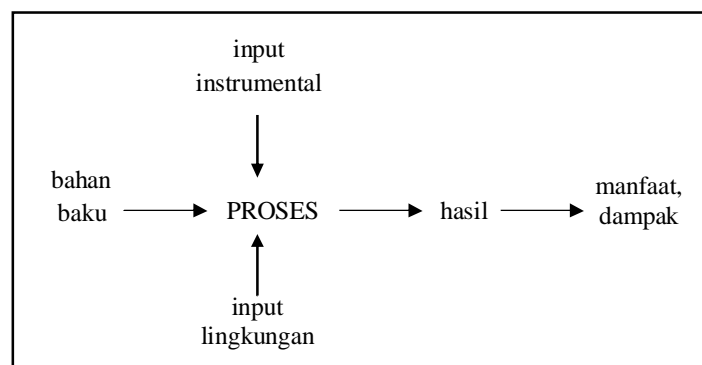 input
instrumental
bahan
baku
PROSES
hasil
manfaat,
dampak
input
lingkungan